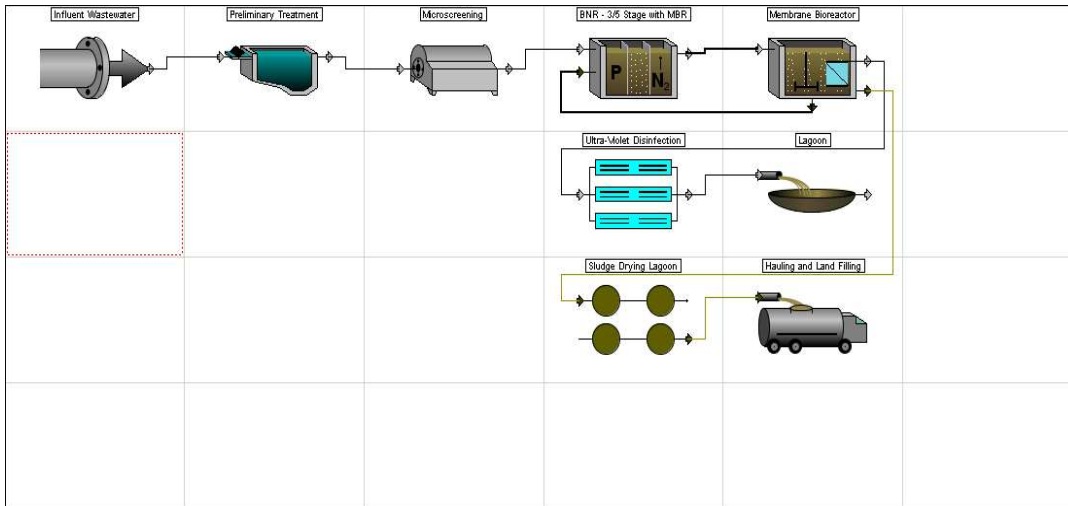 Influent Wastewater
Preliminary Treatment
Microscreening
BNR - 3/5 Stage with MBR
Membrane Bioreactor
P
N2
Ultra-Violet Disinfection
Lagoon
Sludge Drying Lagoon
Hauling and Land Filling